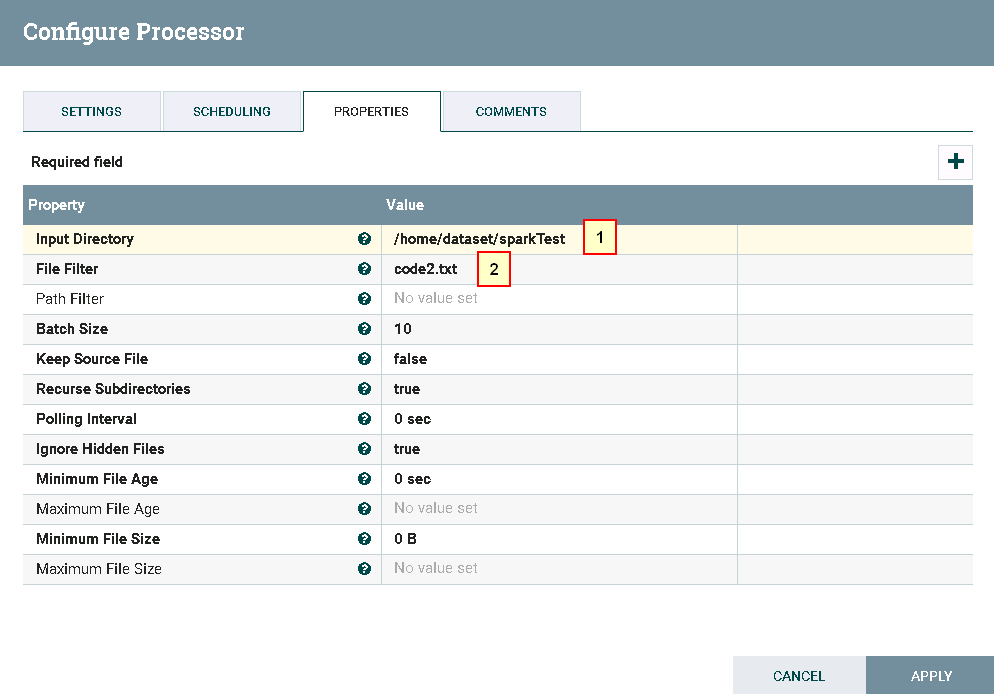 Configure Processor
SETTINGS SCHEDULING PROPERTIES COMMENTS
Required field
Property Value
Input Directory /home/dataset/sparkTest 1
File Filter code2.txt 2
Path Filter No value set
Batch Size 10
Keep Source File false
Recurse Subdirectories true
Polling Interval 0 sec
Ignore Hidden Files true
Minimum File Age 0 sec
Maximum File Age No value set
Minimum File Size 0 B
Maximum File Size No value set
CANCEL APPLY